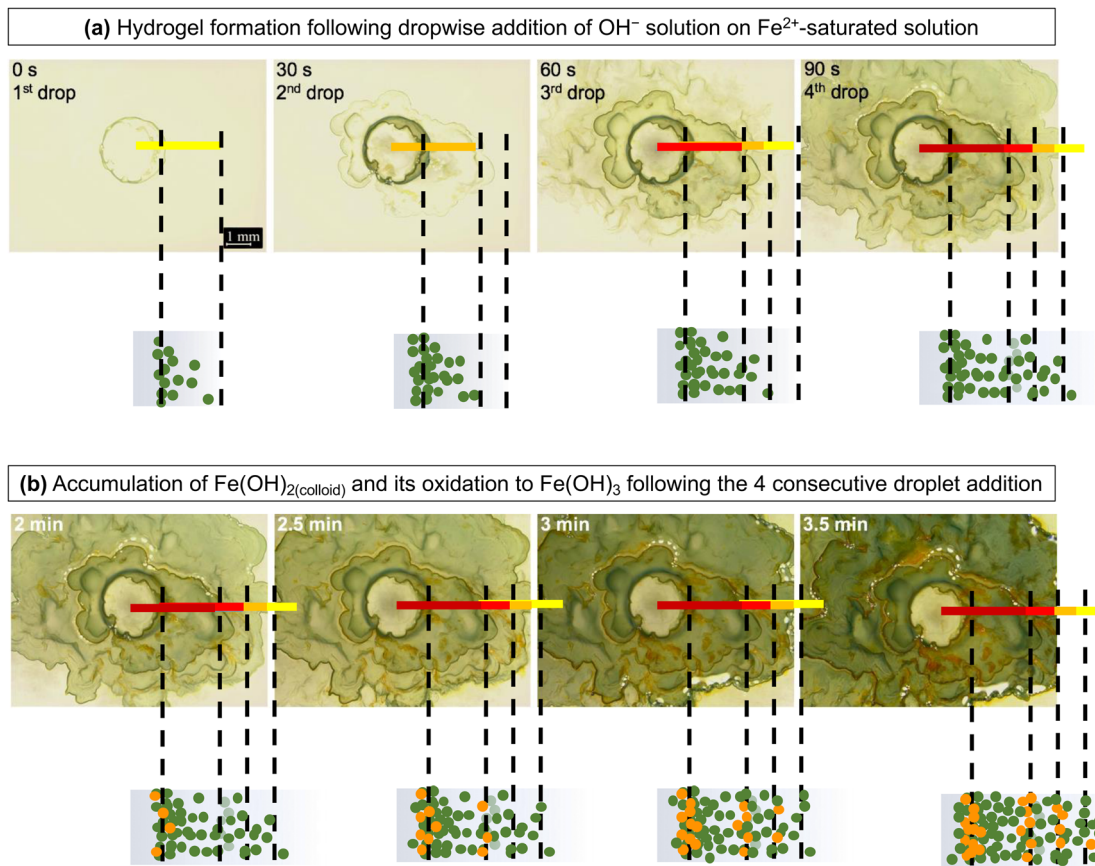 (a) Hydrogel formation following dropwise addition of OH⁻ solution on Fe²⁺-saturated solution
0 s
1ˢᵗ drop
30 s
2ⁿᵈ drop
60 s
3ʳᵈ drop
90 s
4ᵗʰ drop
1 mm
(b) Accumulation of Fe(OH)₂₍colloid₎ and its oxidation to Fe(OH)₃ following the 4 consecutive droplet addition
2 min
2.5 min
3 min
3.5 min